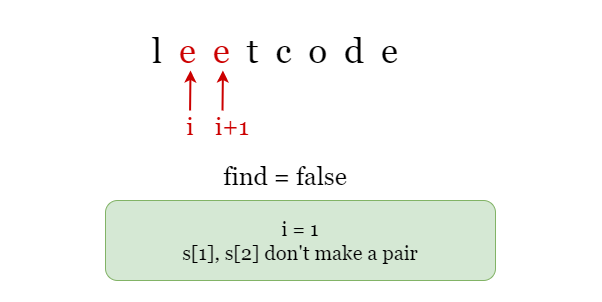 l e e t c o d e
i i+1
find = false
i = 1
s[1], s[2] don't make a pair